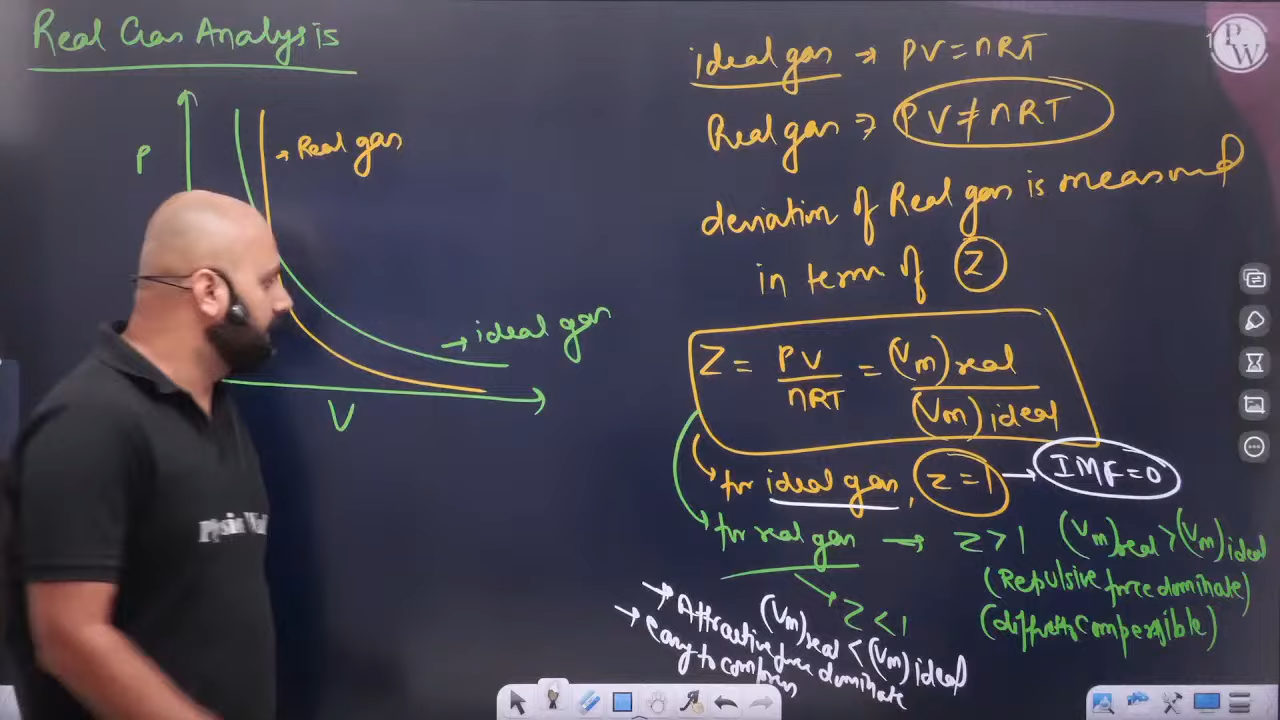 Real Gas Analysis
P
→ Real gas
→ ideal gas
V
ideal gas → PV = nRT
Real gas ⇒ PV ≠ nRT
deviation of Real gas is measured
in term of Z
Z = PV/nRT = (Vm) real/(Vm) ideal
for ideal gas, Z = 1 → IMF = 0
for real gas → Z > 1 (Vm) real > (Vm) ideal
(Repulsive force dominate)
Z < 1
(Vm) real < (Vm) ideal
→ Attractive force dominate
→ easy to compress
PW